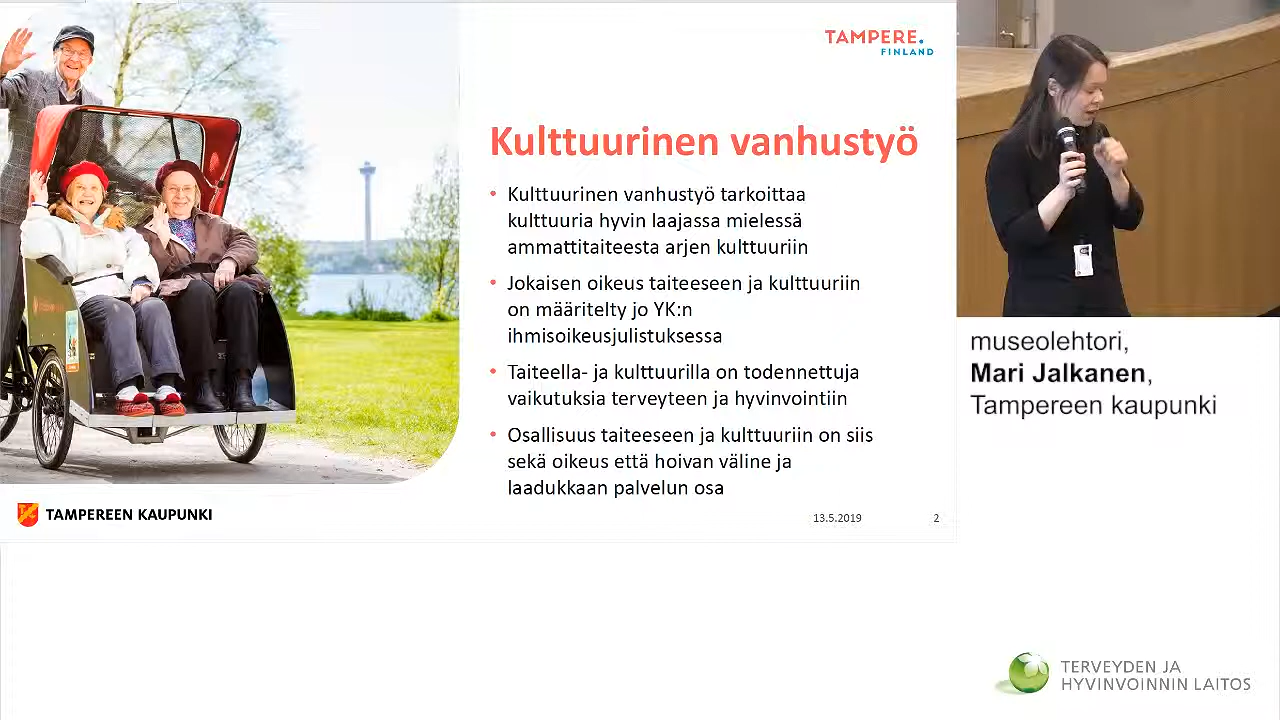 TAMPERE.
FINLAND
Kulttuurinen vanhustyö
• Kulttuurinen vanhustyö tarkoittaa
kulttuuria hyvin laajassa mielessä
ammattitaiteesta arjen kulttuuriin
• Jokaisen oikeus taiteeseen ja kulttuuriin
on määritelty jo YK:n
ihmisoikeusjulistuksessa
• Taiteella- ja kulttuurilla on todennettuja
vaikutuksia terveyteen ja hyvinvointiin
• Osallisuus taiteeseen ja kulttuuriin on siis
sekä oikeus että hoivan väline ja
laadukkaan palvelun osa
TAMPEREEN KAUPUNKI
13.5.2019
2
museolehtori,
Mari Jalkanen,
Tampereen kaupunki
TERVEYDEN JA
HYVINVOINNIN LAITOS